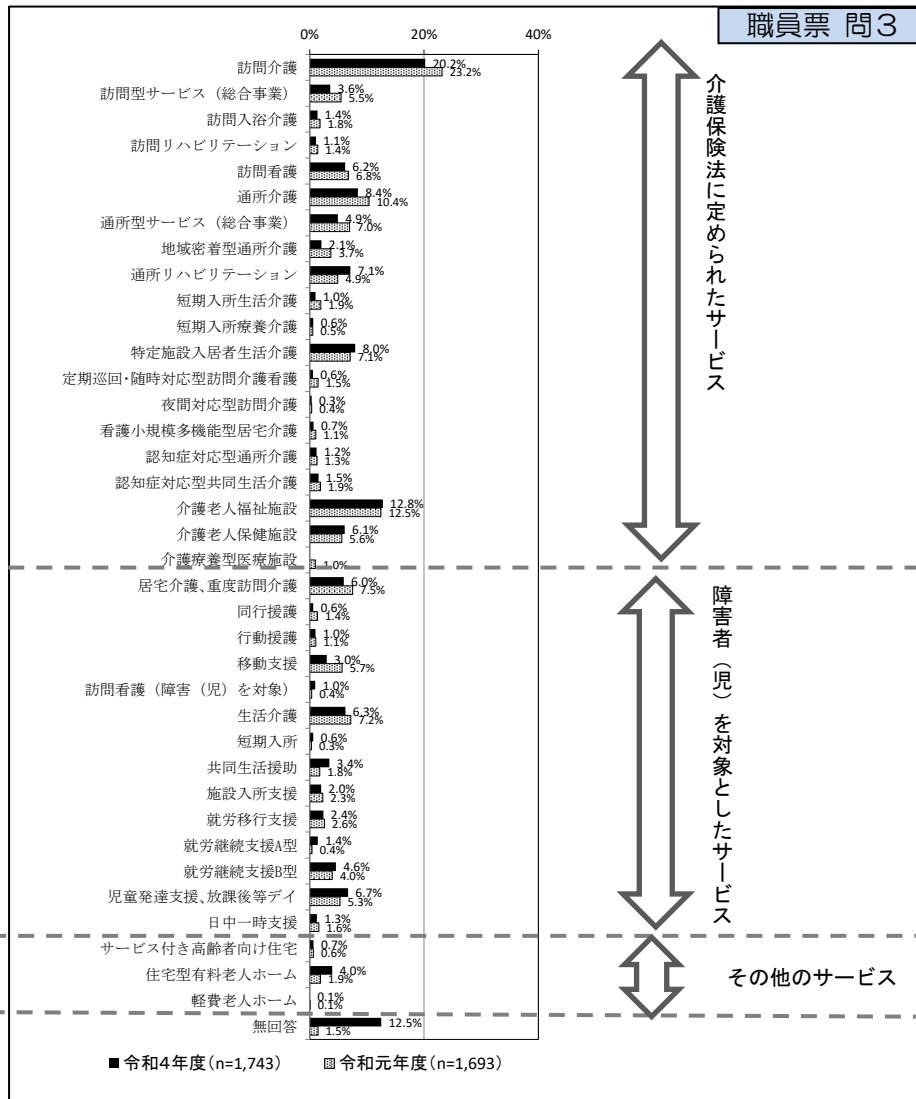 職員票 問3
0% 20% 40%
訪問介護 20.2% 23.2%
訪問型サービス（総合事業） 3.6% 5.5%
訪問入浴介護 1.4% 1.8%
訪問リハビリテーション 1.1% 1.4%
訪問看護 6.2% 6.8%
通所介護 8.4% 10.4%
通所型サービス（総合事業） 4.9% 7.0%
地域密着型通所介護 2.1% 3.7%
通所リハビリテーション 7.1% 4.9%
短期入所生活介護 1.0% 1.9%
短期入所療養介護 0.6% 0.5%
特定施設入居者生活介護 8.0% 7.1%
定期巡回・随時対応型訪問介護看護 0.6% 1.5%
夜間対応型訪問介護 0.3% 0.4%
看護小規模多機能型居宅介護 0.7% 1.1%
認知症対応型通所介護 1.2% 1.3%
認知症対応型共同生活介護 1.5% 1.9%
介護老人福祉施設 12.8% 12.5%
介護老人保健施設 6.1% 5.6%
介護療養型医療施設 1.0%
介護保険法に定められたサービス
居宅介護、重度訪問介護 6.0% 7.5%
同行援護 0.6% 1.4%
行動援護 1.0% 1.1%
移動支援 3.0% 5.7%
訪問看護（障害（児）を対象） 1.0% 0.4%
生活介護 6.3% 7.2%
短期入所 0.6% 0.3%
共同生活援助 3.4% 1.8%
施設入所支援 2.0% 2.3%
就労移行支援 2.4% 2.6%
就労継続支援A型 1.4% 0.4%
就労継続支援B型 4.6% 4.0%
児童発達支援、放課後等デイ 6.7% 5.3%
日中一時支援 1.3% 1.6%
障害者（児）を対象としたサービス
サービス付き高齢者向け住宅 0.7% 0.6%
住宅型有料老人ホーム 4.0% 1.9%
軽費老人ホーム 0.1% 0.1%
その他のサービス
無回答 12.5% 1.5%
■令和4年度(n=1,743) 令和元年度(n=1,693)